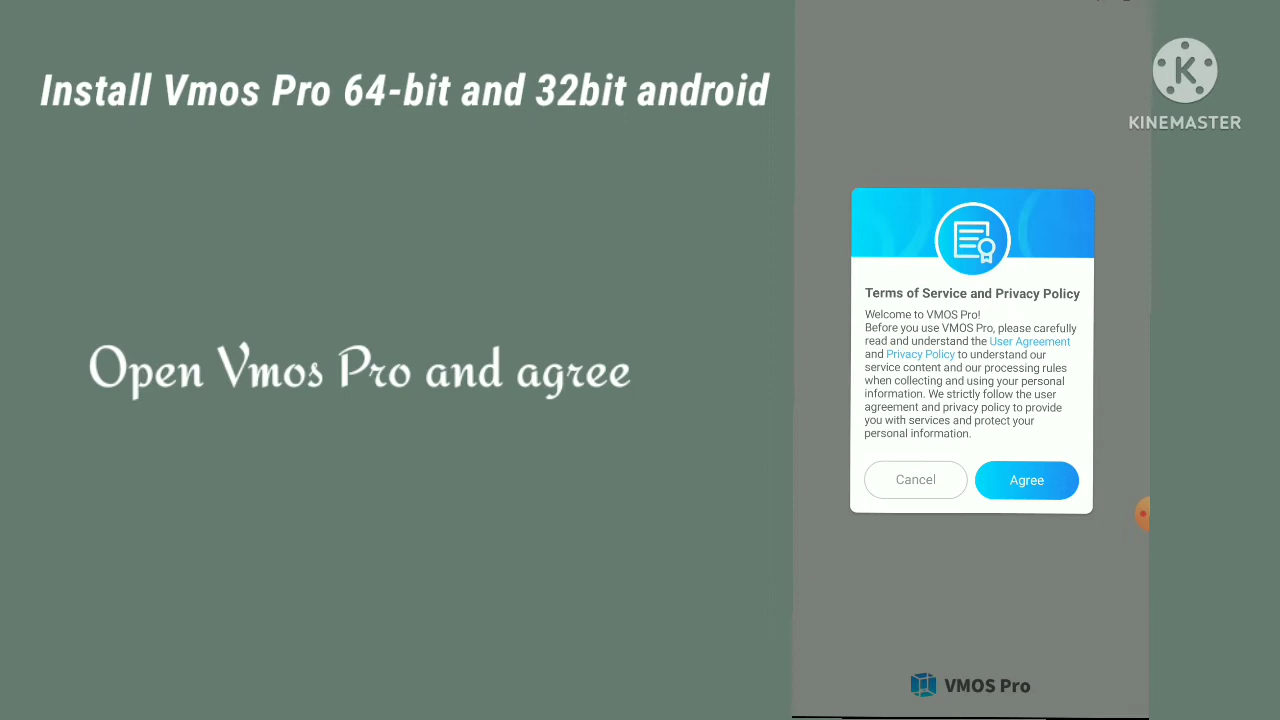 Install Vmos Pro 64-bit and 32bit android
K
KINEMASTER
Open Vmos Pro and agree
Terms of Service and Privacy Policy
Welcome to VMOS Pro!
Before you use VMOS Pro, please carefully
read and understand the User Agreement
and Privacy Policy to understand our
service content and our processing rules
when collecting and using your personal
information. We strictly follow the user
agreement and privacy policy to provide
you with services and protect your
personal information.
Cancel
Agree
VMOS Pro